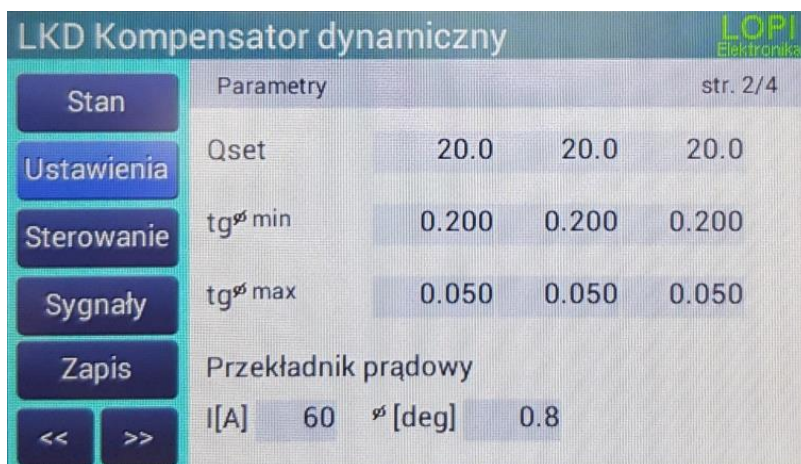 LKD Kompensator dynamiczny
LOPI
Elektronika
Stan
Ustawienia
Sterowanie
Sygnały
Zapis
<< >>
Parametry str. 2/4
Qset 20.0 20.0 20.0
tgφ min 0.200 0.200 0.200
tgφ max 0.050 0.050 0.050
Przekładnik prądowy
I[A] 60 φ [deg] 0.8